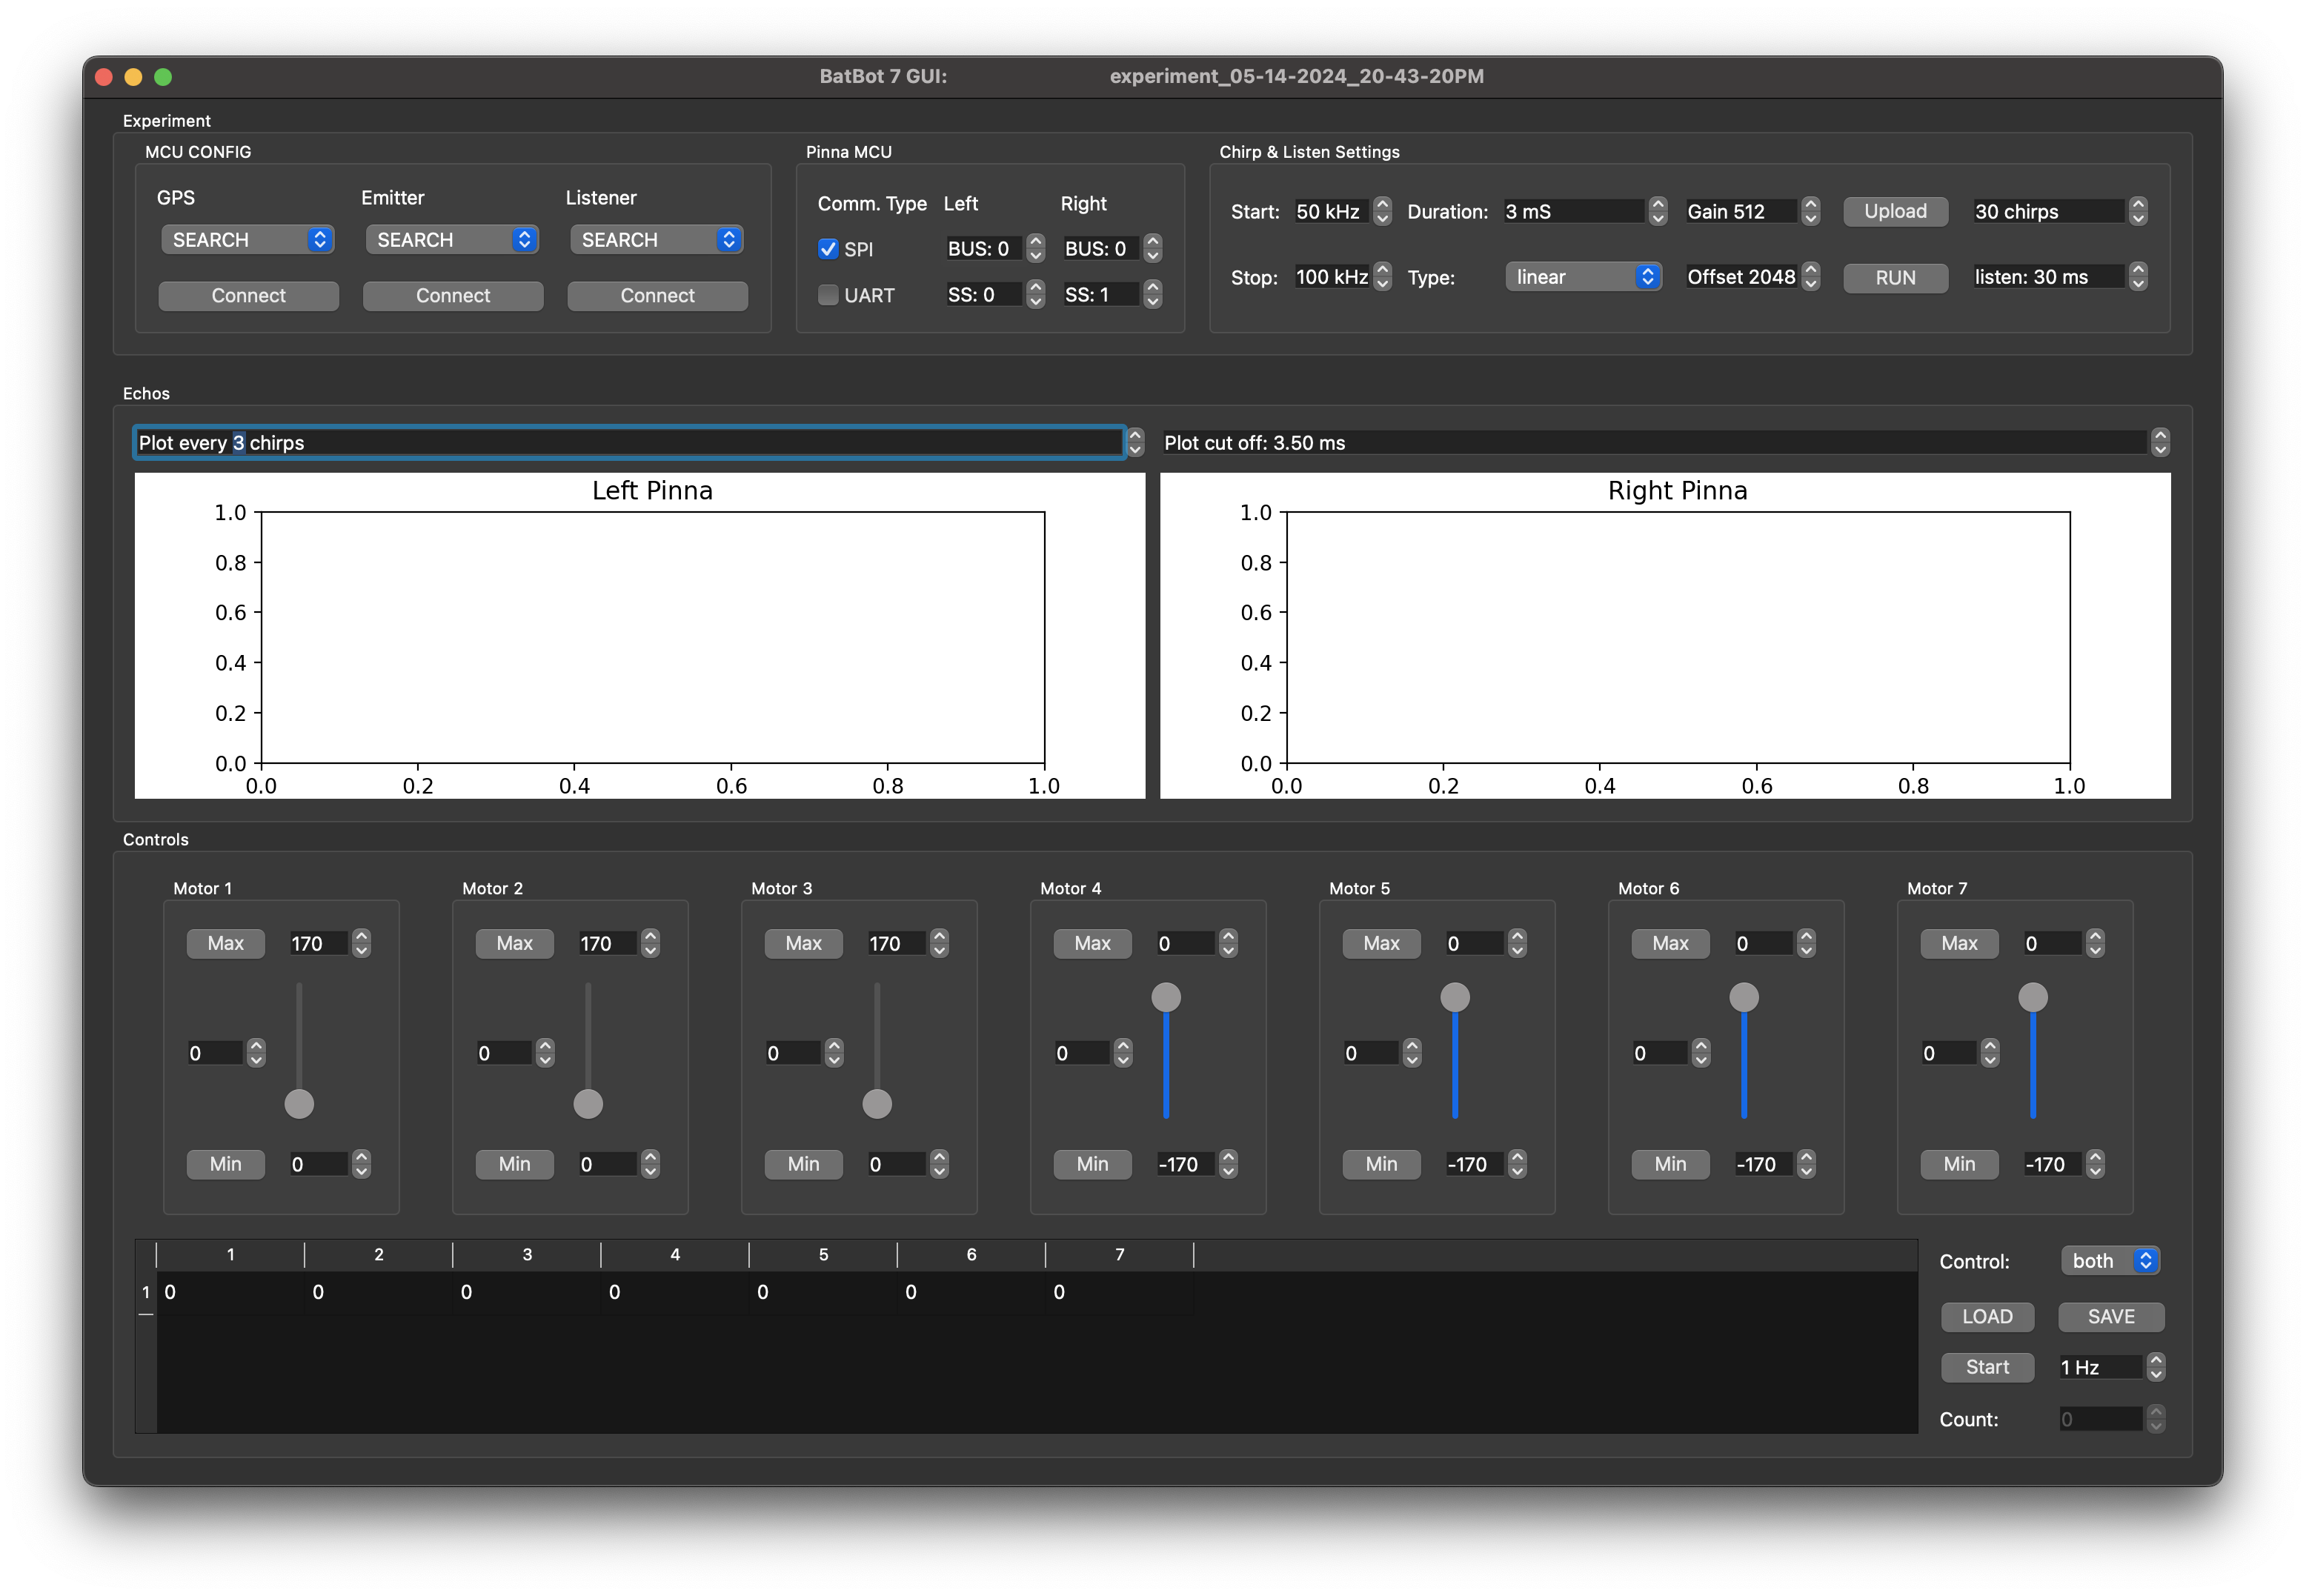 BatBot 7 GUI: experiment_05-14-2024_20-43-20PM
Experiment
MCU CONFIG
GPS Emitter Listener
SEARCH SEARCH SEARCH
Connect Connect Connect
Pinna MCU
Comm. Type Left Right
SPI BUS: 0 BUS: 0
UART SS: 0 SS: 1
Chirp & Listen Settings
Start: 50 kHz Duration: 3 mS Gain 512 Upload 30 chirps
Stop: 100 kHz Type: linear Offset 2048 RUN listen: 30 ms
Echos
Plot every 3 chirps
Plot cut off: 3.50 ms
Left Pinna
1.0
0.8
0.6
0.4
0.2
0.0
0.0 0.2 0.4 0.6 0.8 1.0
Right Pinna
1.0
0.8
0.6
0.4
0.2
0.0
0.0 0.2 0.4 0.6 0.8 1.0
Controls
Motor 1 Motor 2 Motor 3 Motor 4 Motor 5 Motor 6 Motor 7
Max 170 Max 170 Max 170 Max 0 Max 0 Max 0 Max 0
0 0 0 0 0 0 0
Min 0 Min 0 Min 0 Min -170 Min -170 Min -170 Min -170
1 2 3 4 5 6 7
1 0 0 0 0 0 0 0
Control: both
LOAD SAVE
Start 1 Hz
Count: 0